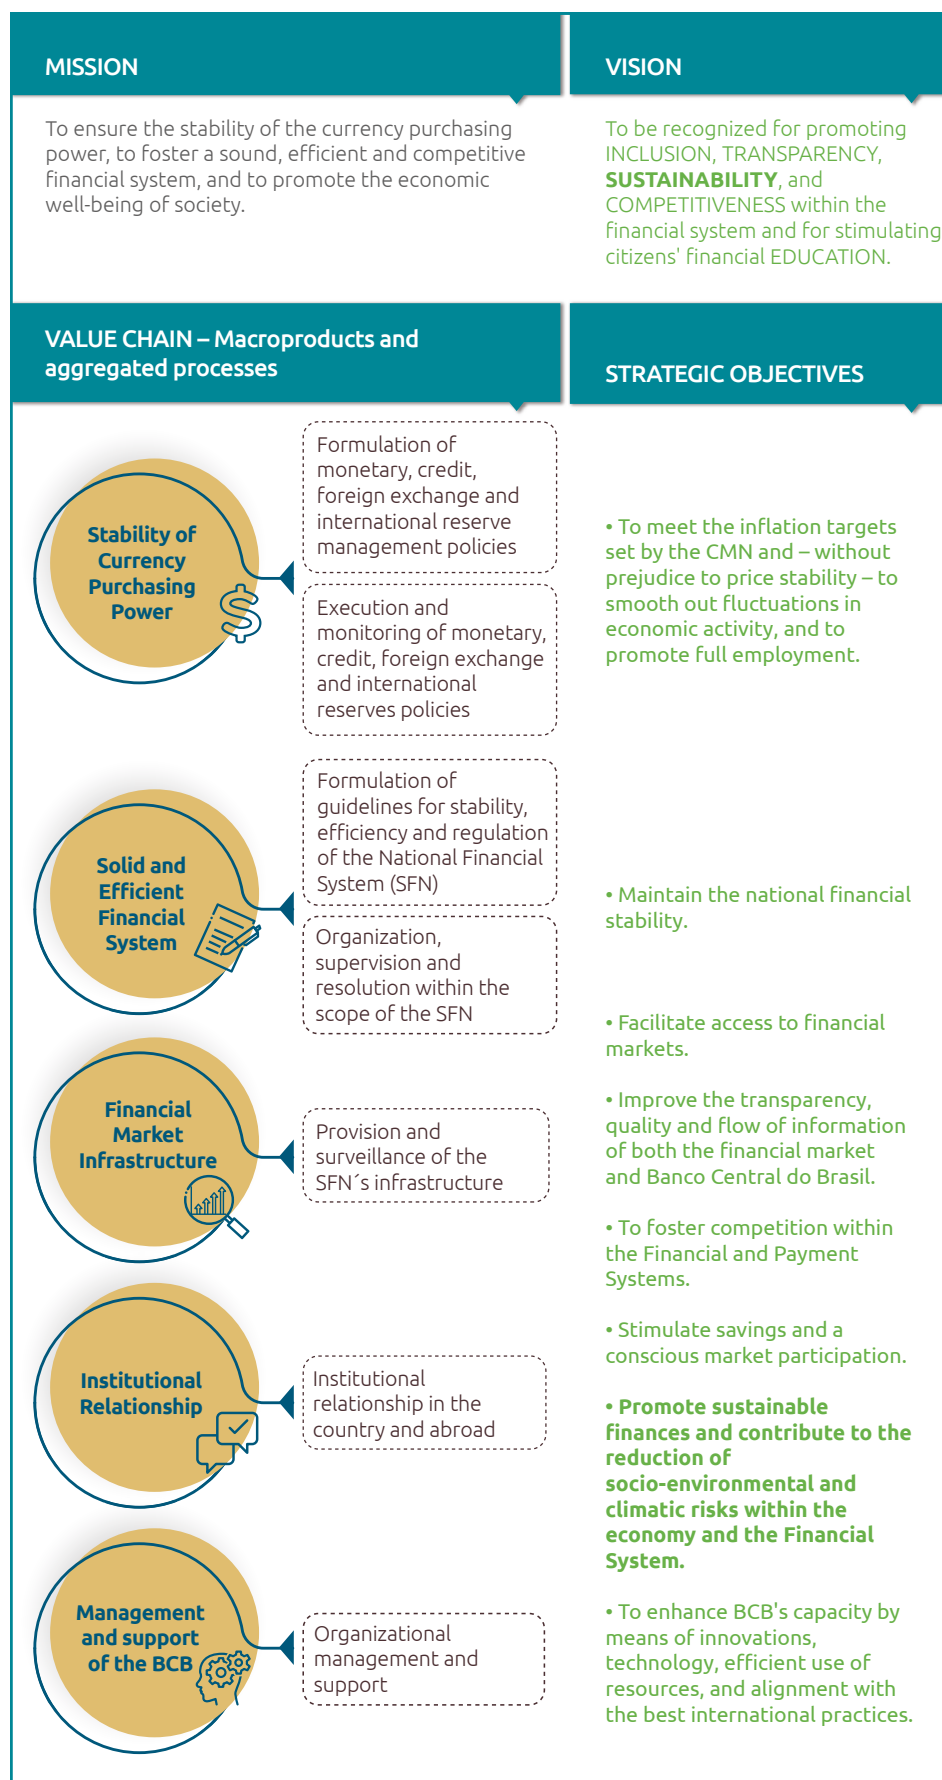 MISSION
To ensure the stability of the currency purchasing
power, to foster a sound, efficient and competitive
financial system, and to promote the economic
well-being of society.
VISION
To be recognized for promoting
INCLUSION, TRANSPARENCY,
SUSTAINABILITY, and
COMPETITIVENESS within the
financial system and for stimulating
citizens' financial EDUCATION.
VALUE CHAIN – Macroproducts and
aggregated processes
Stability of
Currency
Purchasing
Power
Formulation of
monetary, credit,
foreign exchange and
international reserve
management policies
Execution and
monitoring of monetary,
credit, foreign exchange
and international
reserves policies
Solid and
Efficient
Financial
System
Formulation of
guidelines for stability,
efficiency and regulation
of the National Financial
System (SFN)
Organization,
supervision and
resolution within the
scope of the SFN
Financial
Market
Infrastructure
Provision and
surveillance of the
SFN´s infrastructure
Institutional
Relationship
Institutional
relationship in the
country and abroad
Management
and support
of the BCB
Organizational
management and
support
STRATEGIC OBJECTIVES
• To meet the inflation targets
set by the CMN and – without
prejudice to price stability – to
smooth out fluctuations in
economic activity, and to
promote full employment.
• Maintain the national financial
stability.
• Facilitate access to financial
markets.
• Improve the transparency,
quality and flow of information
of both the financial market
and Banco Central do Brasil.
• To foster competition within
the Financial and Payment
Systems.
• Stimulate savings and a
conscious market participation.
• Promote sustainable
finances and contribute to the
reduction of
socio-environmental and
climatic risks within the
economy and the Financial
System.
• To enhance BCB's capacity by
means of innovations,
technology, efficient use of
resources, and alignment with
the best international practices.